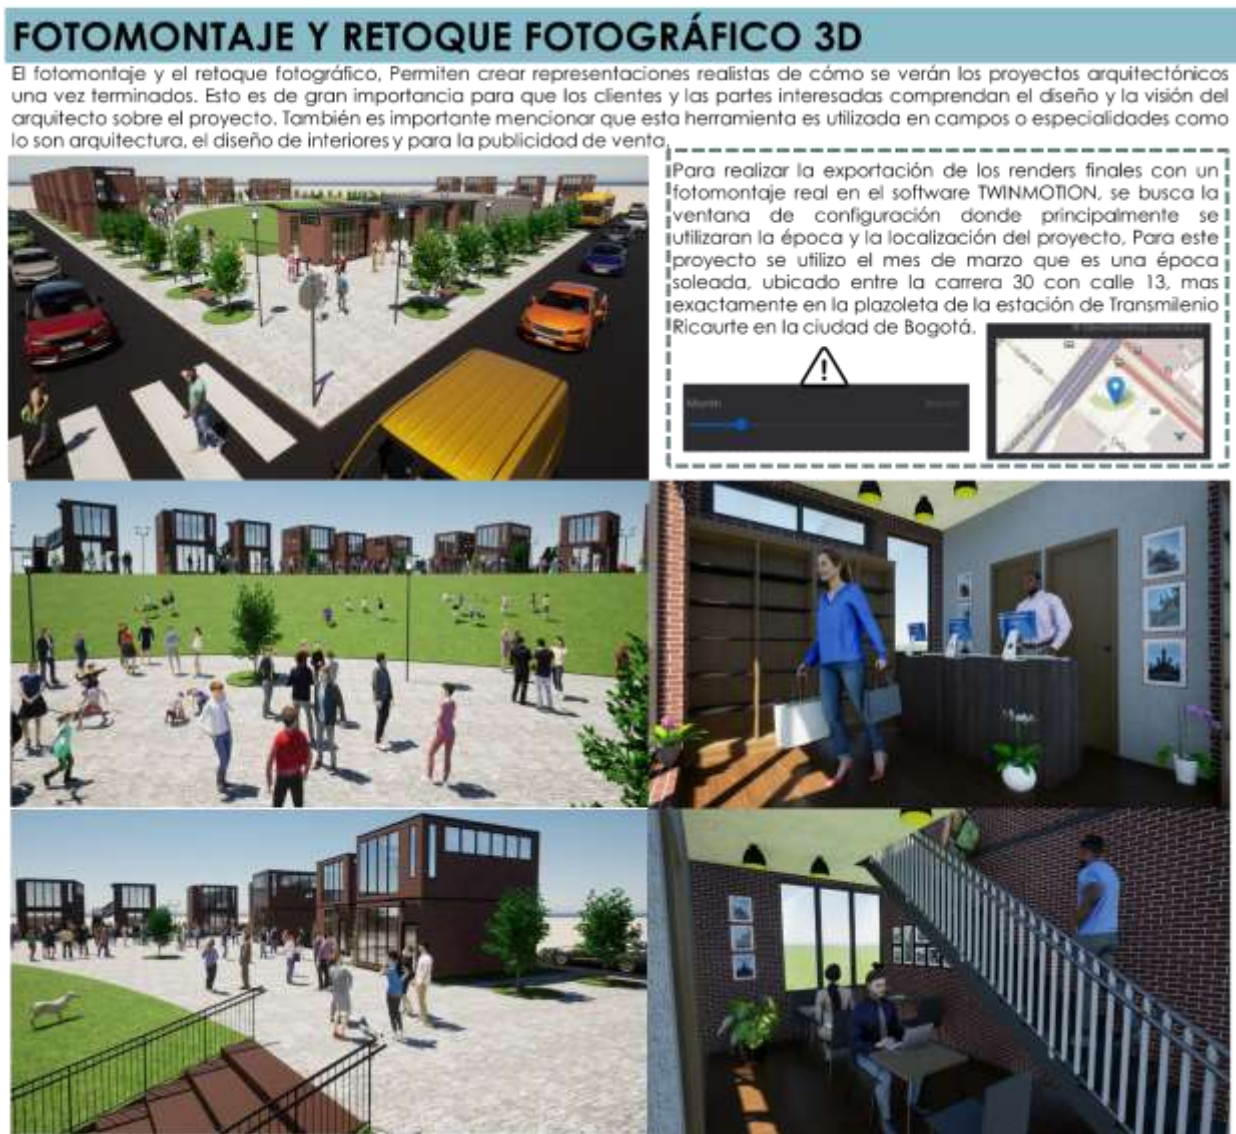 FOTOMONTAJE Y RETOQUE FOTOGRÁFICO 3D
El fotomontaje y el retoque fotográfico, Permiten crear representaciones realistas de cómo se verán los proyectos arquitectónicos
una vez terminados. Esto es de gran importancia para que los clientes y las partes interesadas comprendan el diseño y la visión del
arquitecto sobre el proyecto. También es importante mencionar que esta herramienta es utilizada en campos o especialidades como
lo son arquitectura, el diseño de interiores y para la publicidad de venta.
Para realizar la exportación de los renders finales con un
fotomontaje real en el software TWINMOTION, se busca la
ventana de configuración donde principalmente se
utilizaran la época y la localización del proyecto, Para este
proyecto se utilizo el mes de marzo que es una época
soleada, ubicado entre la carrera 30 con calle 13, mas
exactamente en la plazoleta de la estación de Transmilenio
Ricaurte en la ciudad de Bogotá.
!
Month